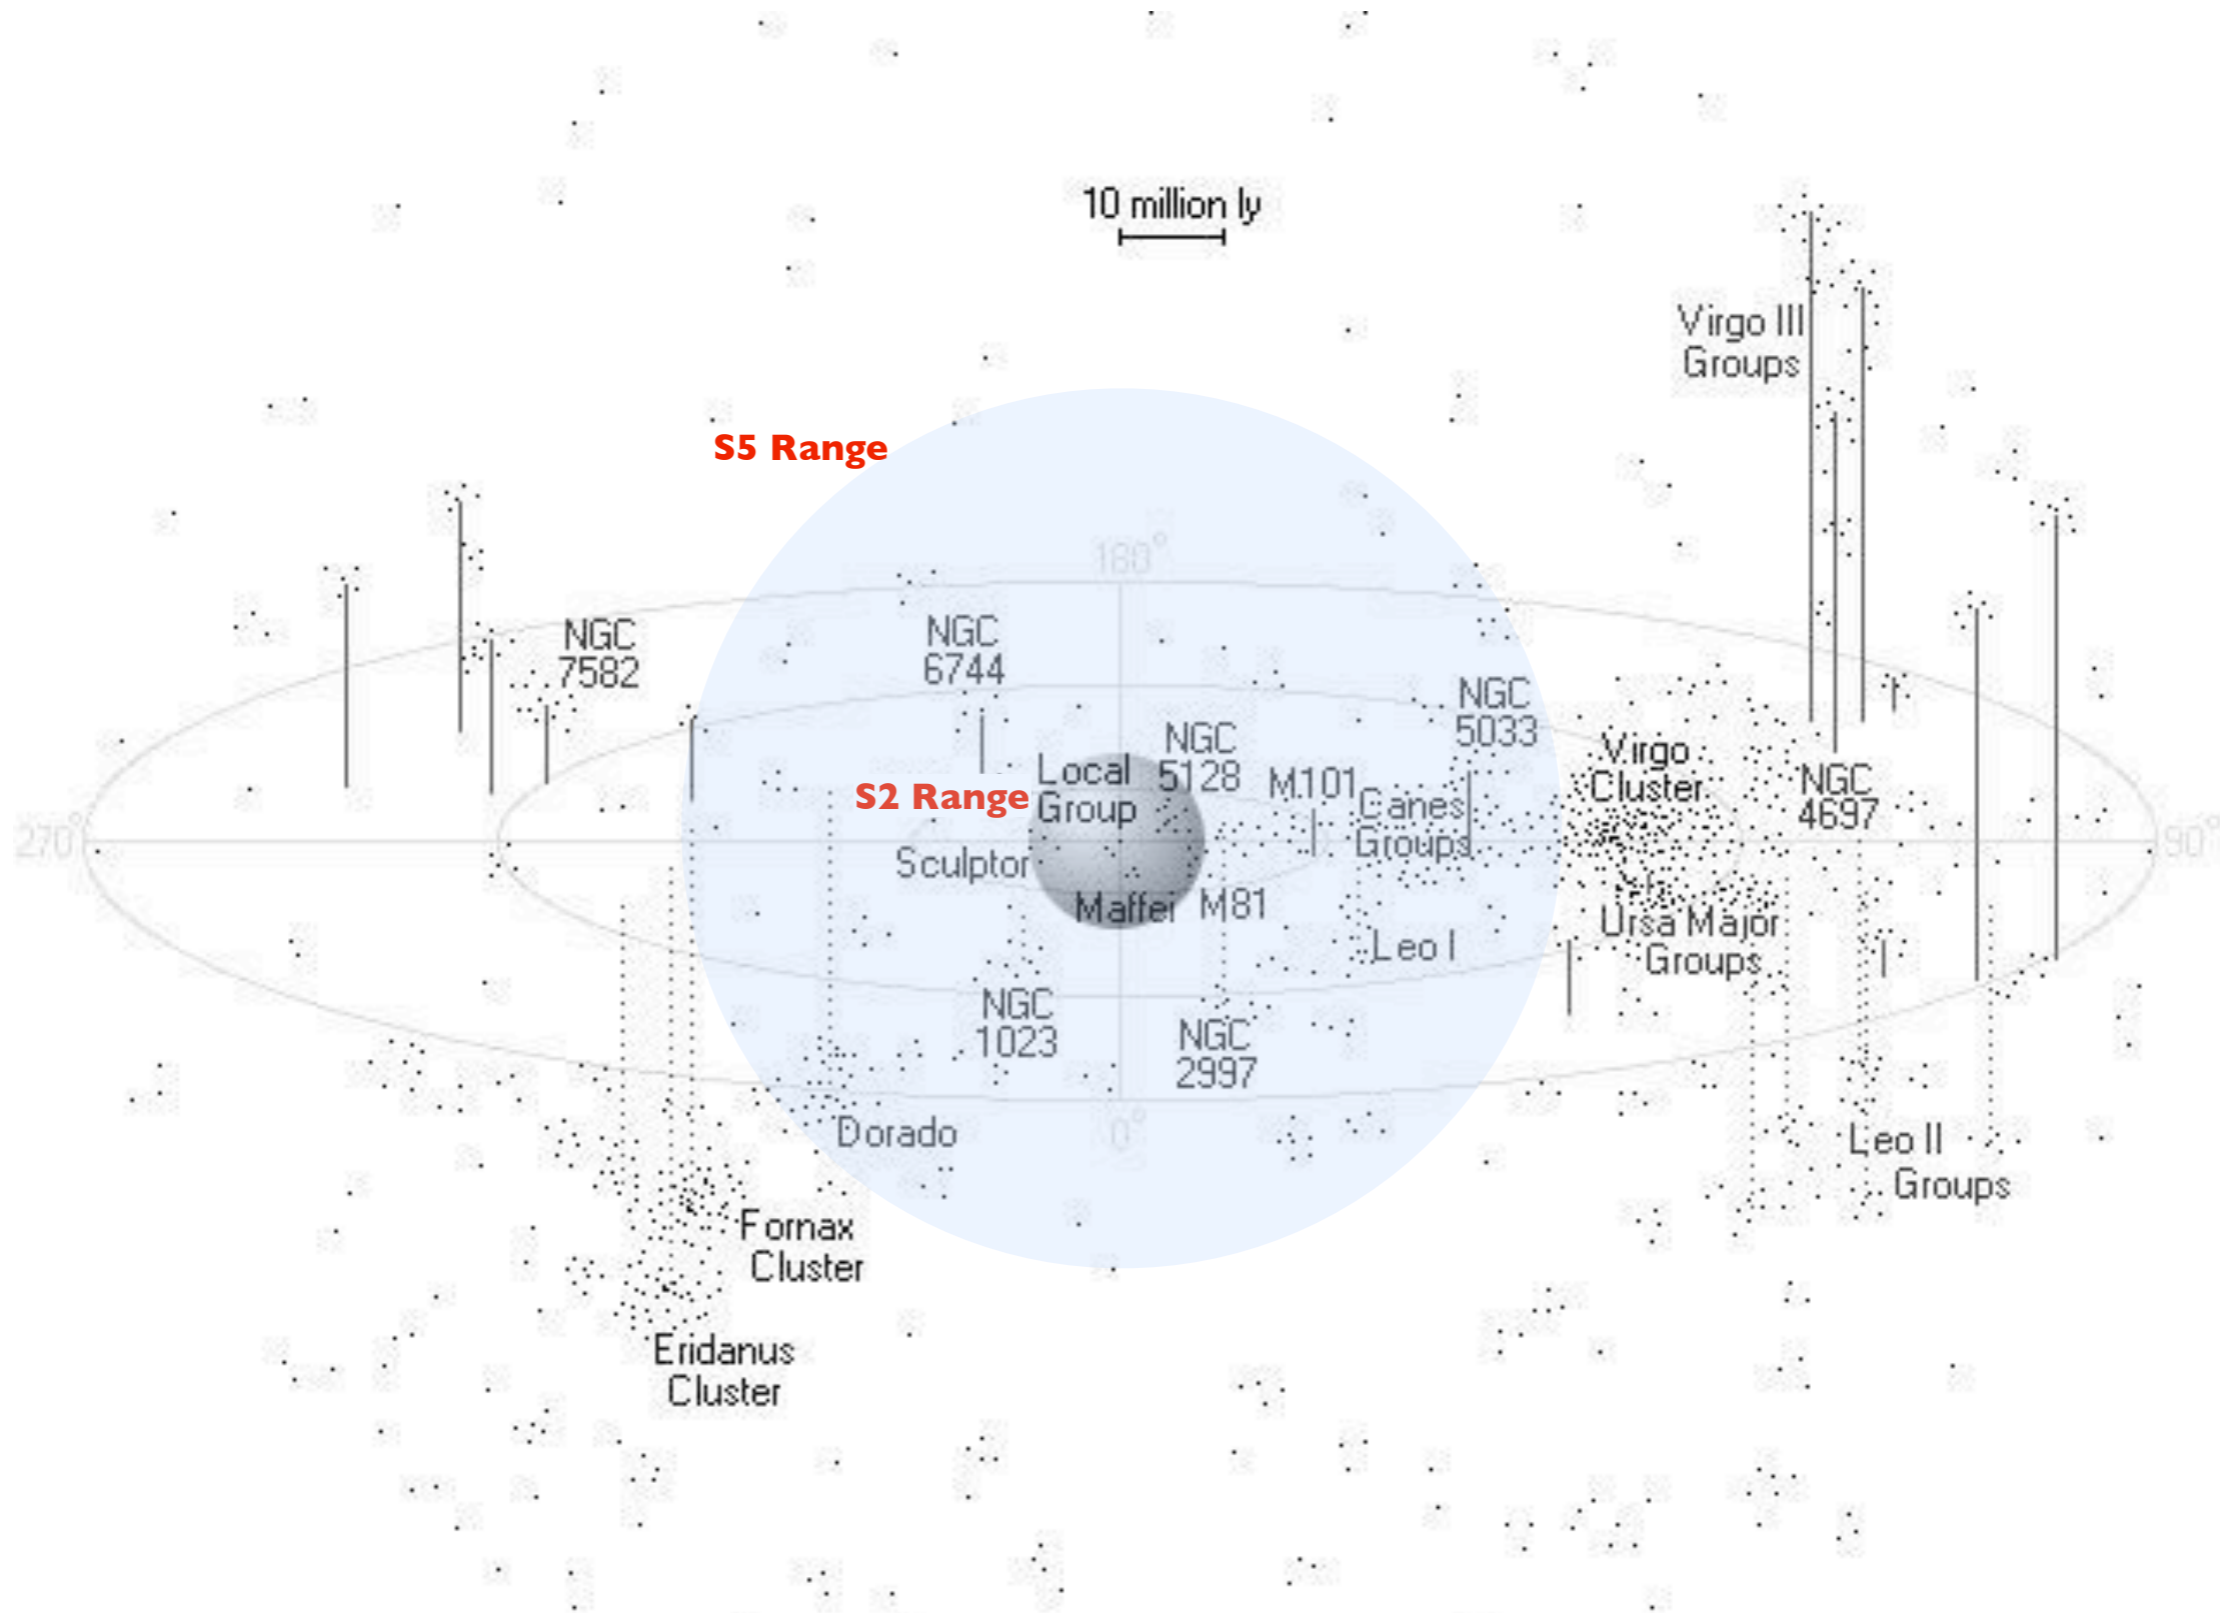 10 million ly
Virgo III
Groups
S5 Range
180°
NGC
7582
NGC
6744
NGC
5033
NGC
5128
Virgo
Cluster
Local
Group
S2 Range
M101
Canes
Groups
NGC
4697
270°
90°
Sculptor
Maffei
M81
Leo I
Ursa Major
Groups
NGC
1023
NGC
2997
Dorado
0°
Leo II
Groups
Fornax
Cluster
Eridanus
Cluster